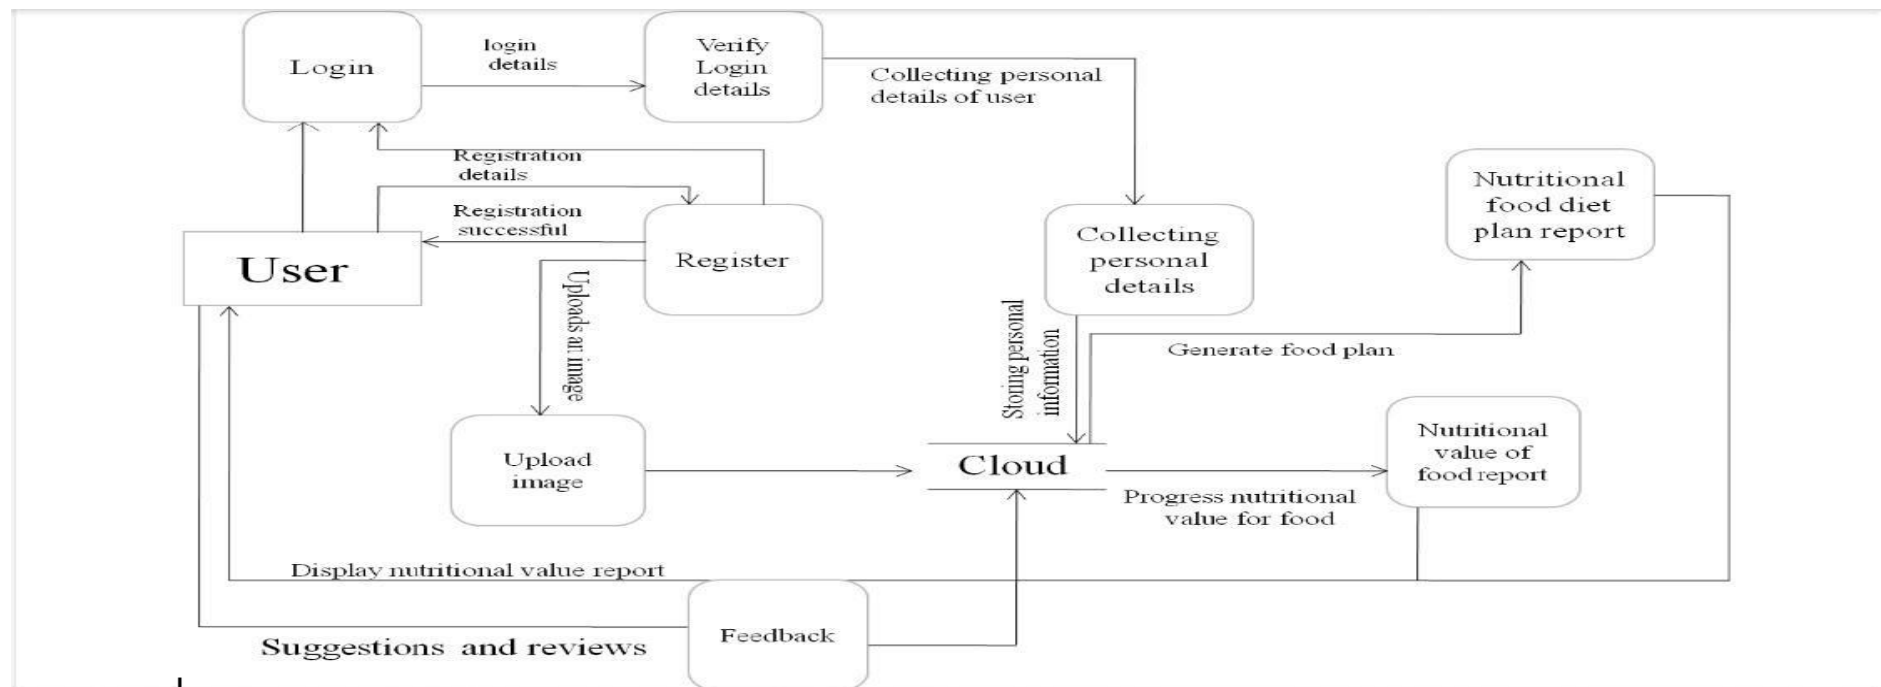 Login
login
details
Verify
Login
details
Collecting personal
details of user
Registration
details
Registration
successful
User
Register
Collecting
personal
details
Nutritional
food diet
plan report
Uploads an image
Storing personal
information
Generate food plan
Upload
image
Cloud
Nutritional
value of
food report
Progress nutritional
value for food
Display nutritional value report
Feedback
Suggestions and reviews